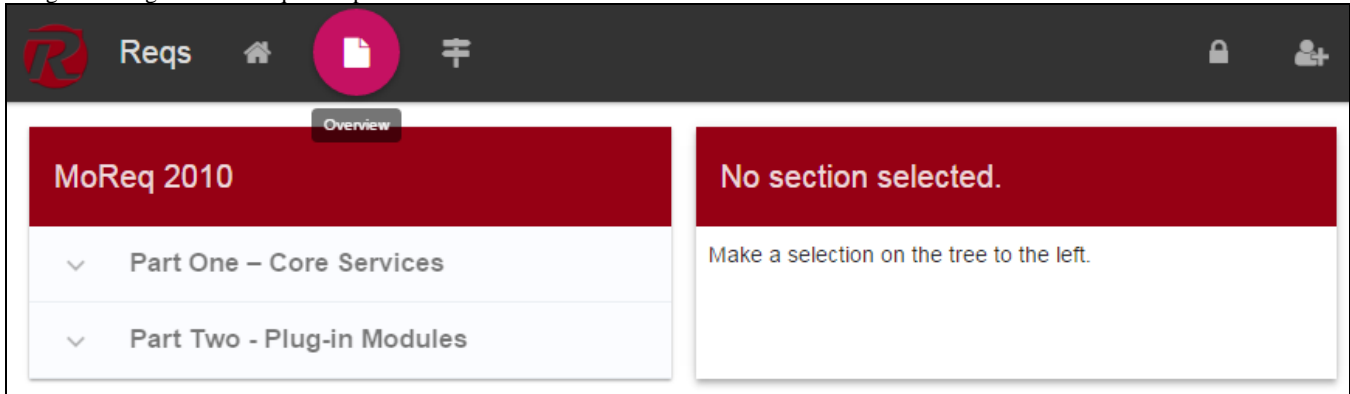 R
Reqs
Overview
MoReq 2010
Part One – Core Services
Part Two - Plug-in Modules
No section selected.
Make a selection on the tree to the left.